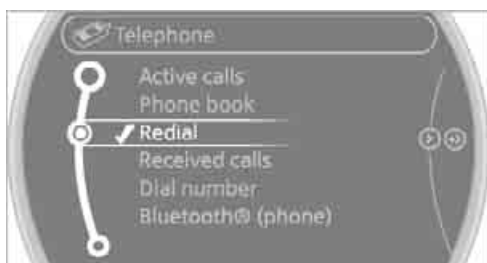 Telephone
Active calls
Phone book
Redial
Received calls
Dial number
Bluetooth® (phone)